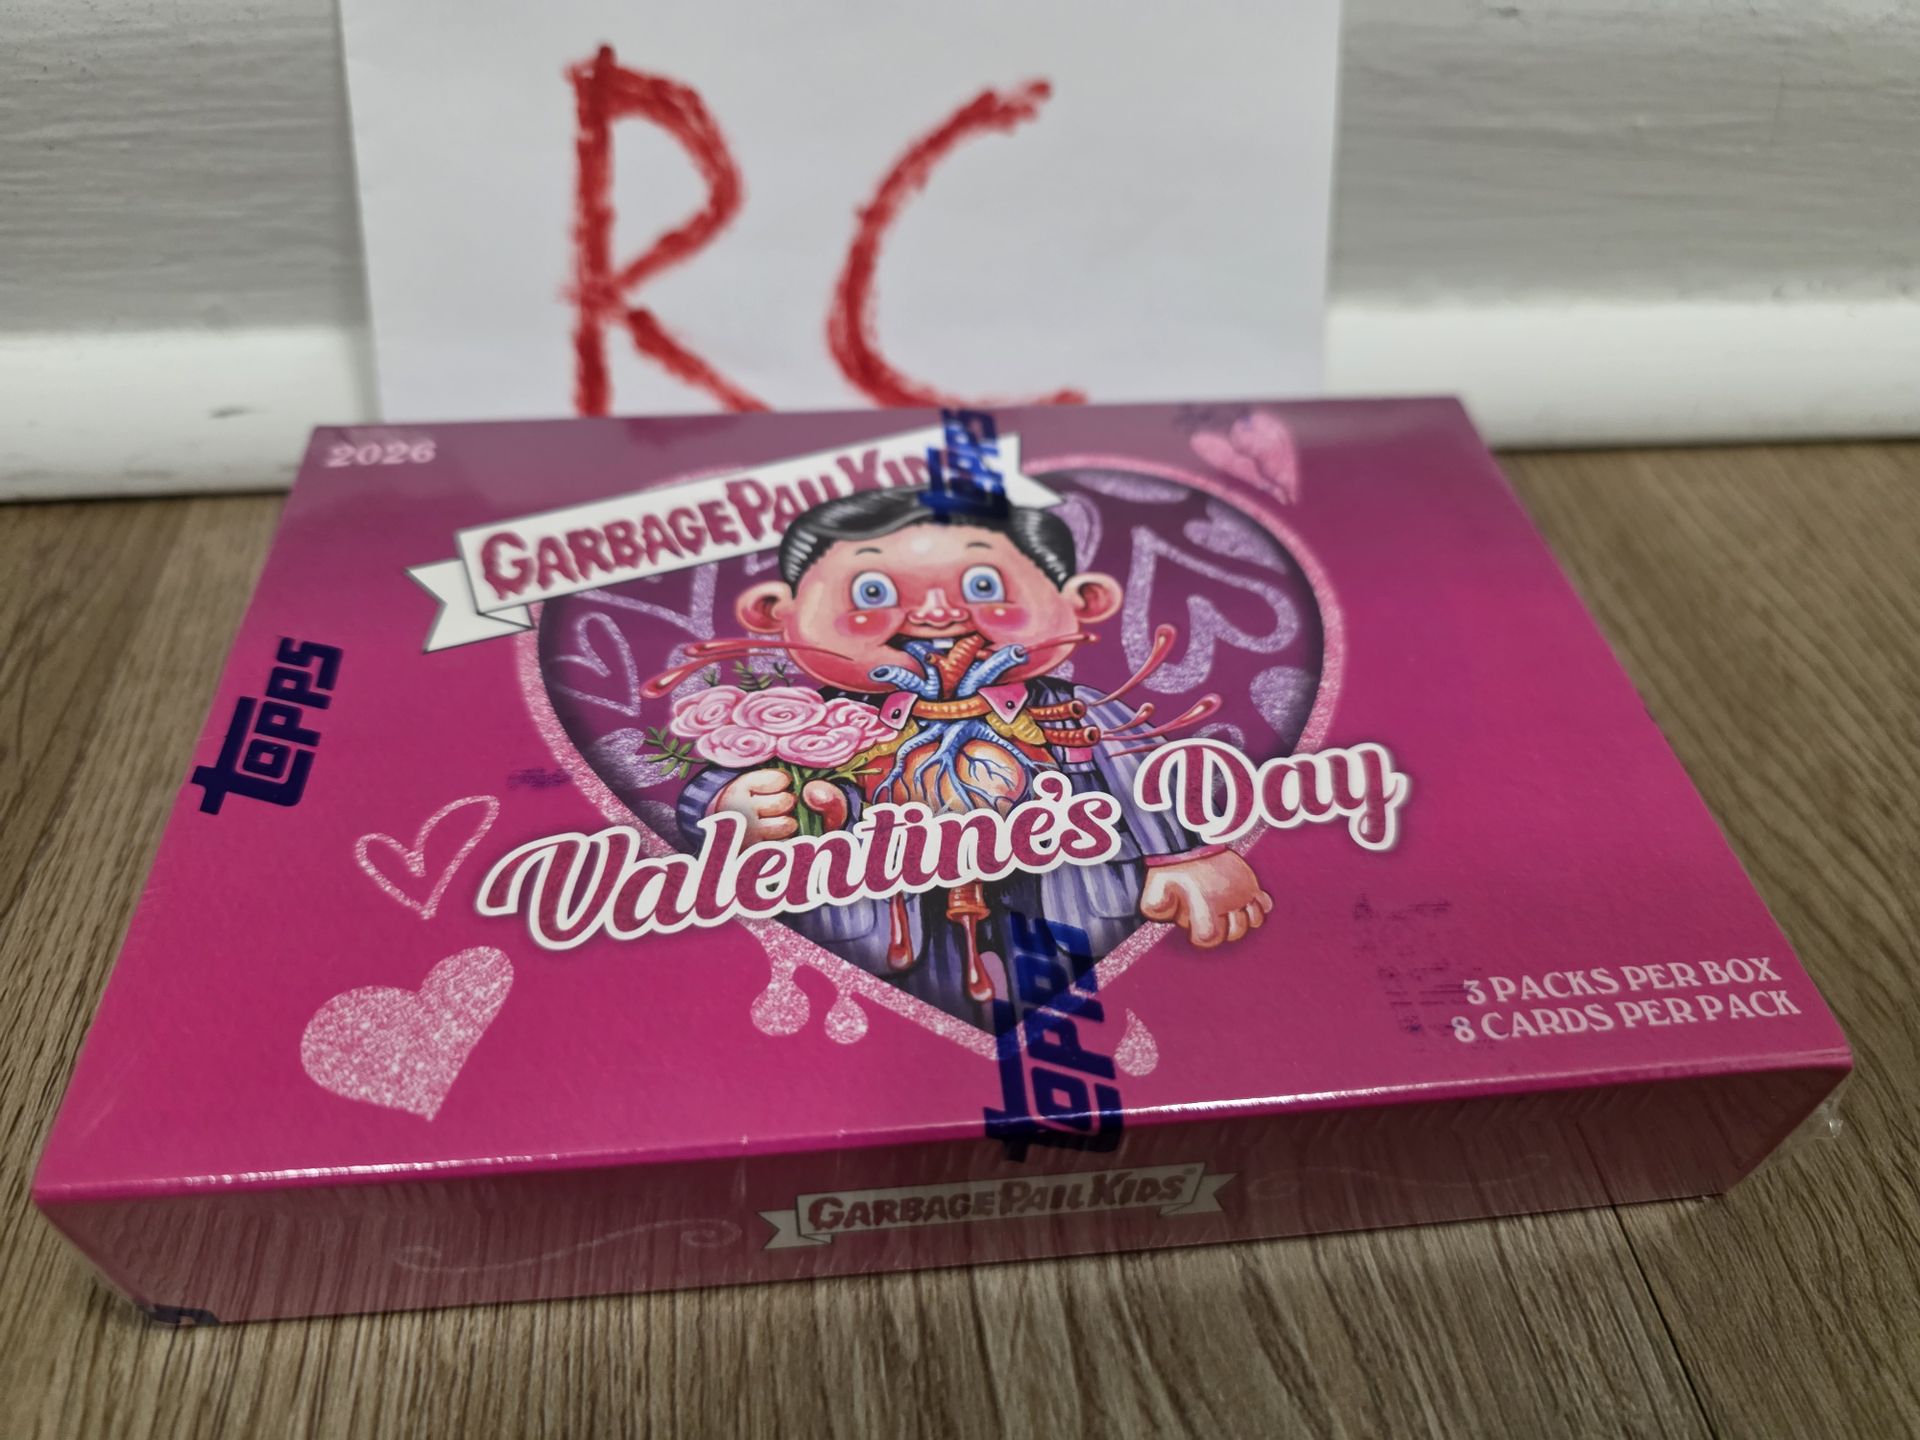 RC
2026
GARBAGE PAIL KIDS
topps
topps
Valentine's Day
topps
3 PACKS PER BOX
8 CARDS PER PACK
GARBAGE PAIL KIDS®